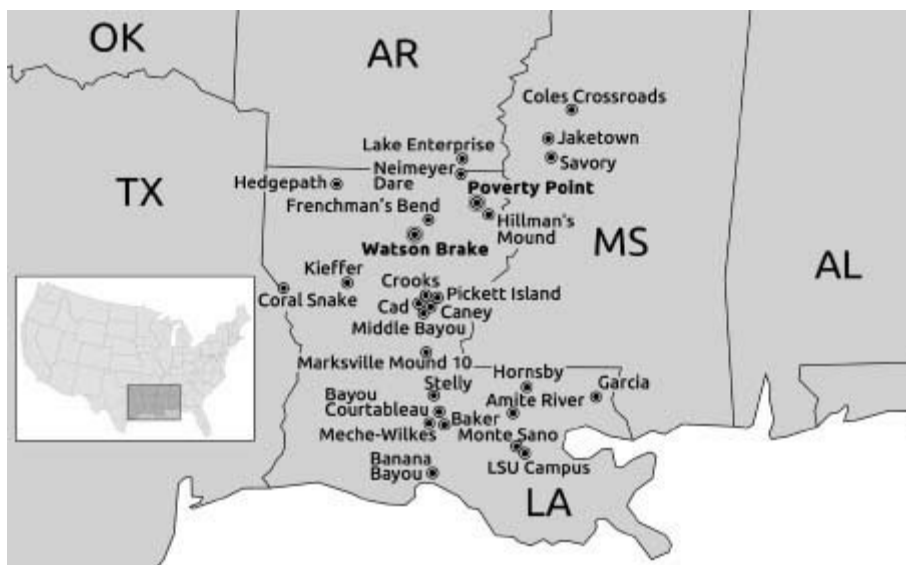 OK
AR
Coles Crossroads
Jaketown
Savory
Lake Enterprise
Neimeyer
Dare
Hedgepath
Poverty Point
TX
Frenchman's Bend
Hillman's
Mound
MS
Watson Brake
AL
Kieffer
Crooks
Coral Snake
Pickett Island
Cad
Caney
Middle Bayou
Marksville Mound 10
Hornsby
Stelly
Garcia
Bayou
Courtableau
Amite River
Baker
Meche-Wilkes
Monte Sano
Banana
Bayou
LSU Campus
LA